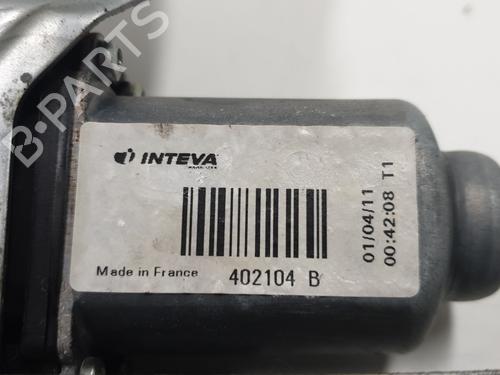 B-PARTS
INTEVA
Made in France
402104 B
01/04/11
00:42:08 T1